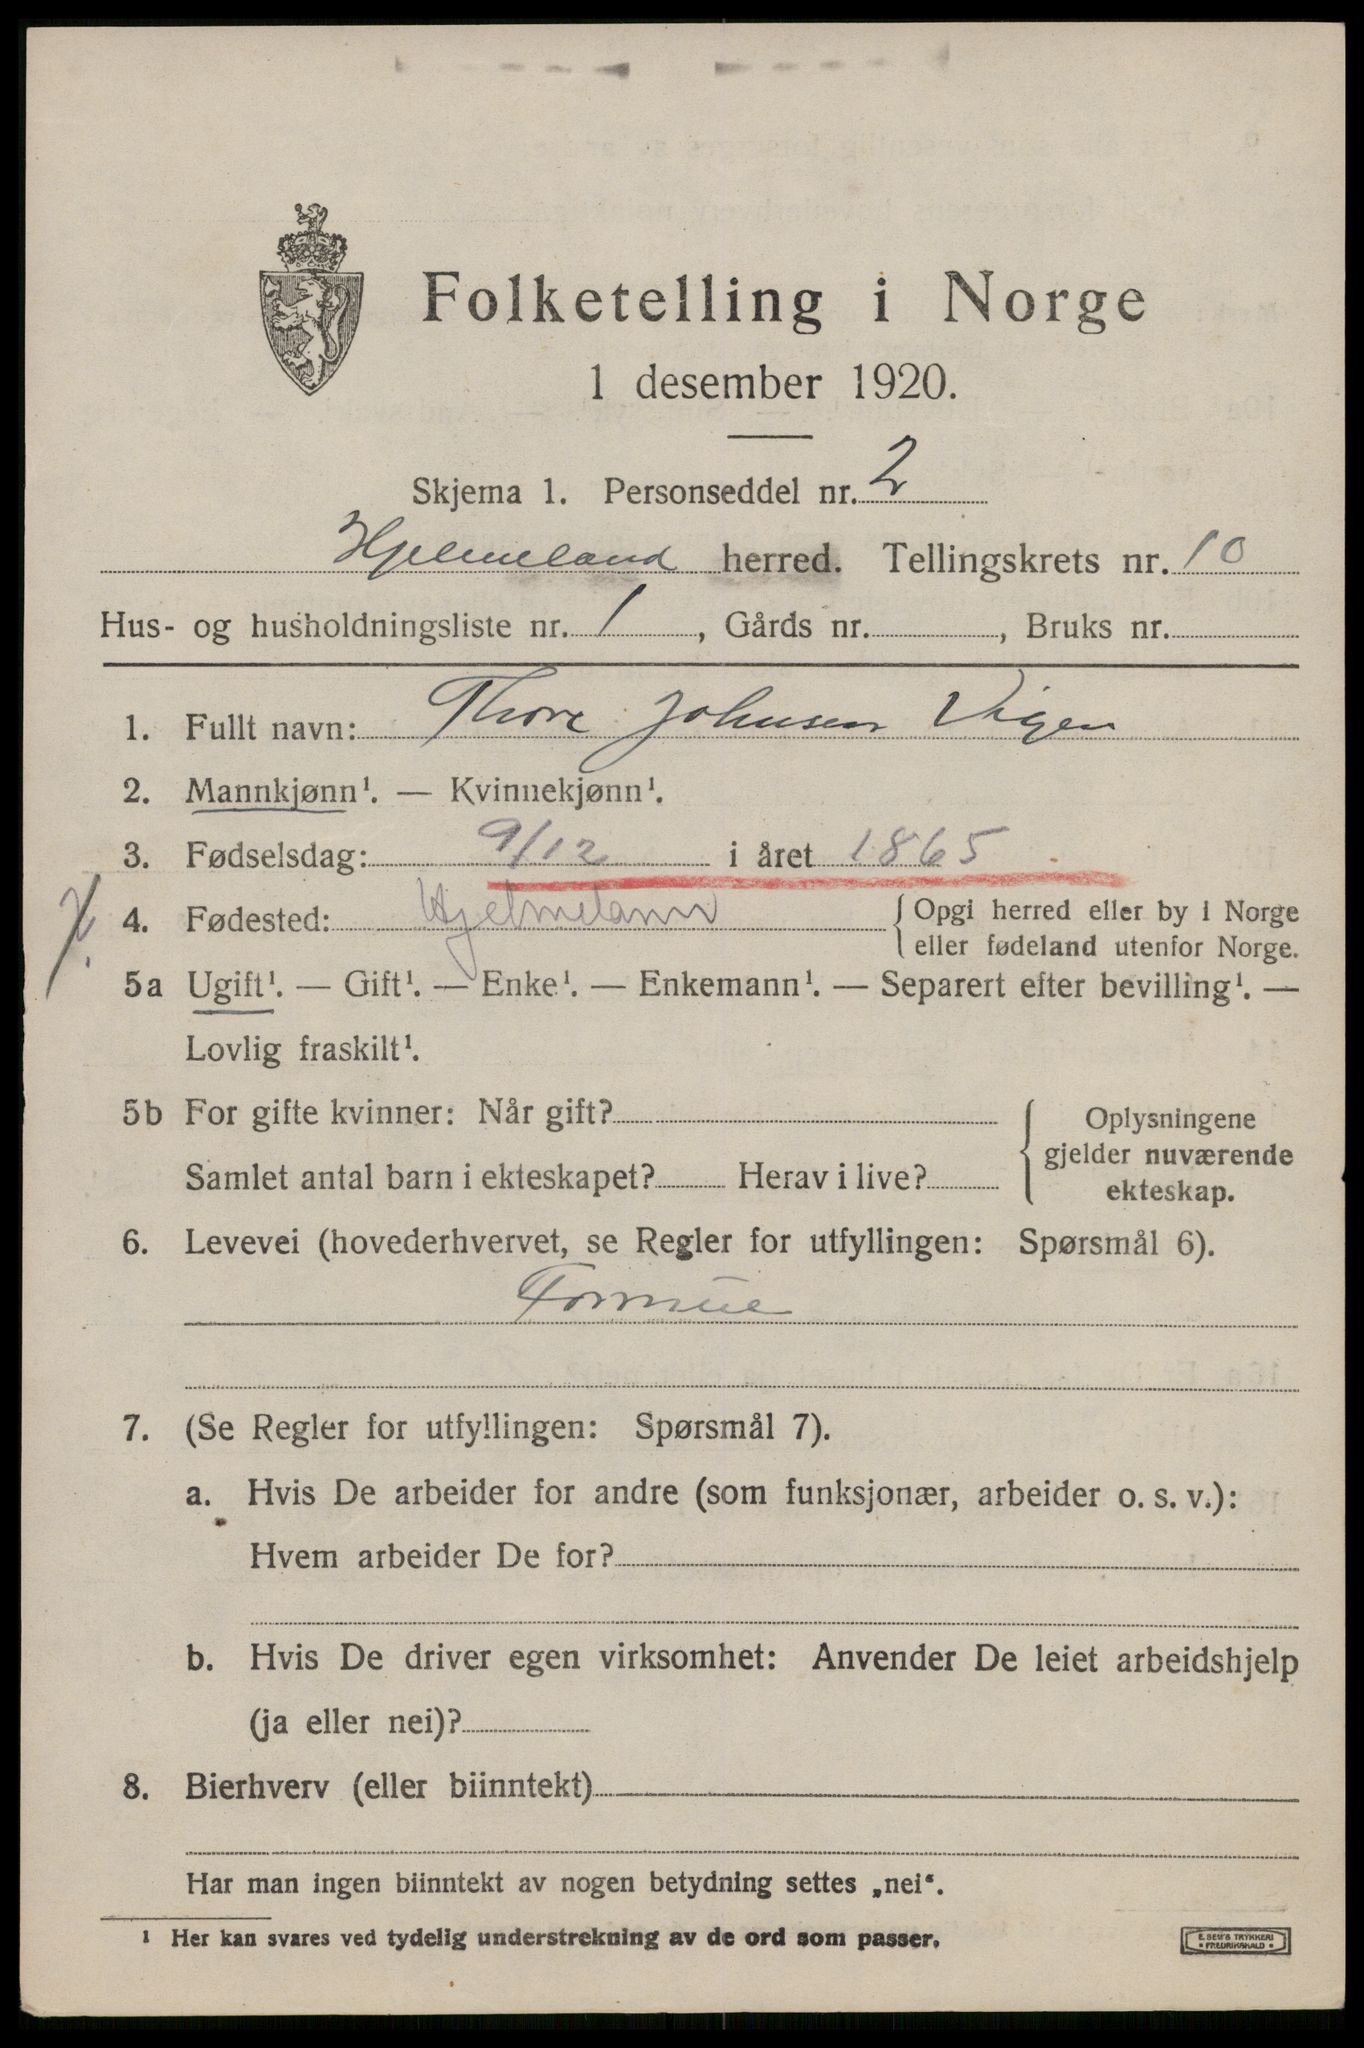 Folketelling i Norge
1 desember 1920.
Skjema 1. Personseddel nr. 2
Hjelmeland herred. Tellingskrets nr. 10
Hus- og husholdningsliste nr. 1, Gårds nr. , Bruks nr.
1. Fullt navn: Thore Johnsen Vigen
2. Mannkjønn¹. — Kvinnekjønn¹.
3. Fødselsdag: 9/12 i året 1865
4. Fødested: Hjelmeland { Opgi herred eller by i Norge
eller fødeland utenfor Norge.
5a Ugift¹. — Gift¹. — Enke¹. — Enkemann¹. — Separert efter bevilling¹. —
Lovlig fraskilt¹.
5b For gifte kvinner: Når gift?
Samlet antal barn i ekteskapet? Herav i live?
{ Oplysningene
gjelder nuværende
ekteskap.
6. Levevei (hovederhvervet, se Regler for utfyllingen: Spørsmål 6).
Formue
7. (Se Regler for utfyllingen: Spørsmål 7).
a. Hvis De arbeider for andre (som funksjonær, arbeider o. s. v.):
Hvem arbeider De for?
b. Hvis De driver egen virksomhet: Anvender De leiet arbeidshjelp
(ja eller nei)?
8. Bierhverv (eller biinntekt)
Har man ingen biinntekt av nogen betydning settes „nei“.
¹ Her kan svares ved tydelig understrekning av de ord som passer.
E. SEM'S TRYKKERI
• FREDRIKSHALD •